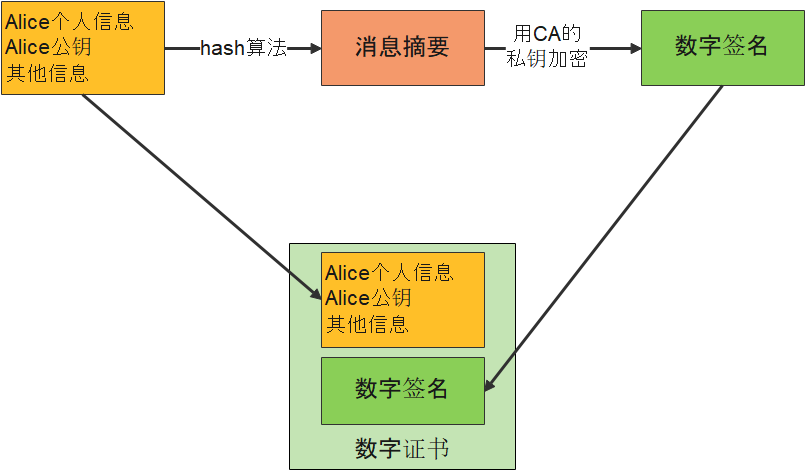 Alice个人信息
Alice公钥
其他信息
hash算法
消息摘要
用CA的
私钥加密
数字签名
Alice个人信息
Alice公钥
其他信息
数字签名
数字证书